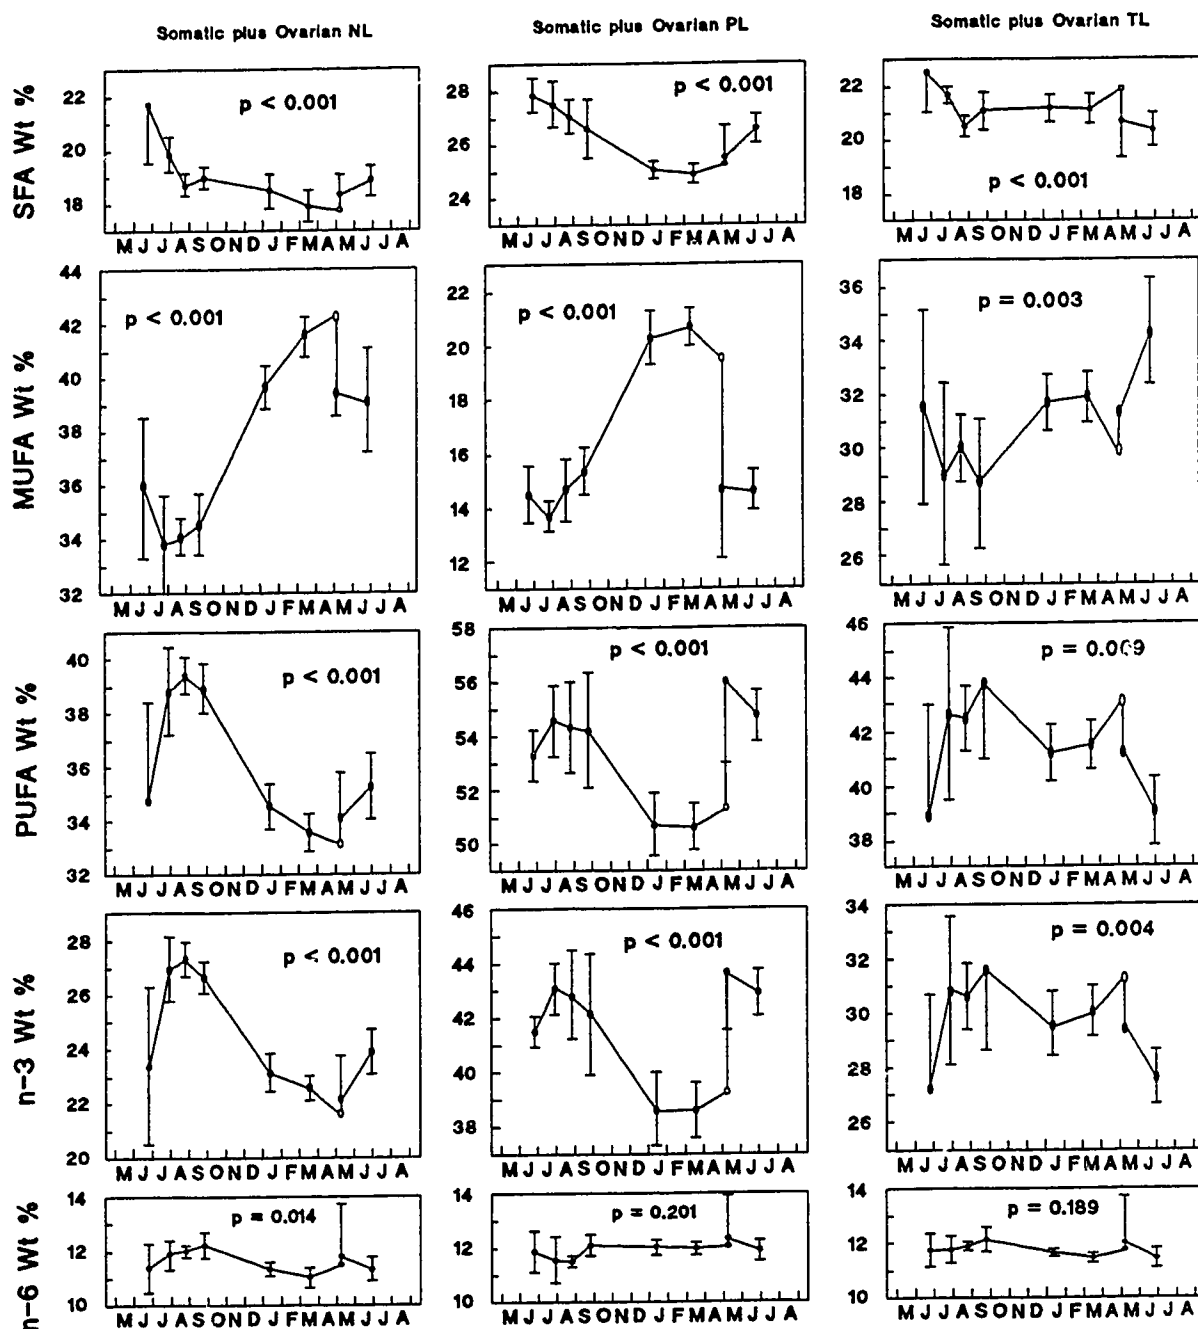 Somatic plus Ovarian NL
Somatic plus Ovarian PL
Somatic plus Ovarian TL
SFA Wt %
22
20
18
p < 0.001
M J J A S O N D J F M A M J J A
28
26
24
p < 0.001
M J J A S O N D J F M A M J J A
22
20
18
p < 0.001
M J J A S O N D J F M A M J J A
MUFA Wt %
44
42
40
38
36
34
32
p < 0.001
M J J A S O N D J F M A M J J A
22
20
18
16
14
12
p < 0.001
M J J A S O N D J F M A M J J A
36
34
32
30
28
26
p = 0.003
M J J A S O N D J F M A M J J A
PUFA Wt %
40
38
36
34
32
p < 0.001
M J J A S O N D J F M A M J J A
58
56
54
52
50
p < 0.001
M J J A S O N D J F M A M J J A
46
44
42
40
38
p = 0.009
M J J A S O N D J F M A M J J A
n-3 Wt %
28
26
24
22
20
p < 0.001
M J J A S O N D J F M A M J J A
46
44
42
40
38
p < 0.001
M J J A S O N D J F M A M J J A
34
32
30
28
26
p = 0.004
M J J A S O N D J F M A M J J A
n-6 Wt %
14
12
10
p = 0.014
M J J A S O N D J F M A M J J A
14
12
10
p = 0.201
M J J A S O N D J F M A M J J A
14
12
10
p = 0.189
M J J A S O N D J F M A M J J A